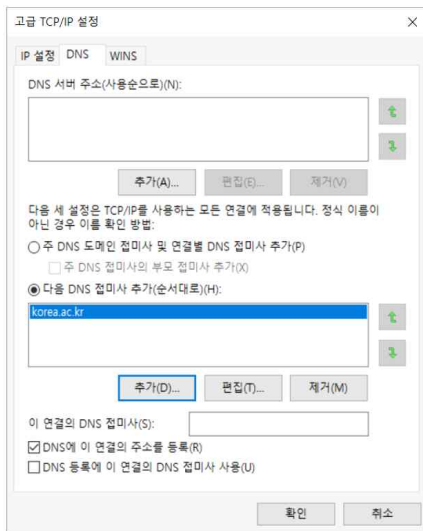 고급 TCP/IP 설정
IP 설정 DNS WINS
DNS 서버 주소(사용순으로)(N):
추가(A)... 편집(E)... 제거(V)
다음 세 설정은 TCP/IP를 사용하는 모든 연결에 적용됩니다. 정식 이름이
아닌 경우 이름 확인 방법:
주 DNS 도메인 접미사 및 연결별 DNS 접미사 추가(P)
주 DNS 접미사의 부모 접미사 추가(X)
다음 DNS 접미사 추가(순서대로)(H):
korea.ac.kr
추가(D)... 편집(T)... 제거(M)
이 연결의 DNS 접미사(S):
DNS에 이 연결의 주소를 등록(R)
DNS 등록에 이 연결의 DNS 접미사 사용(U)
확인 취소